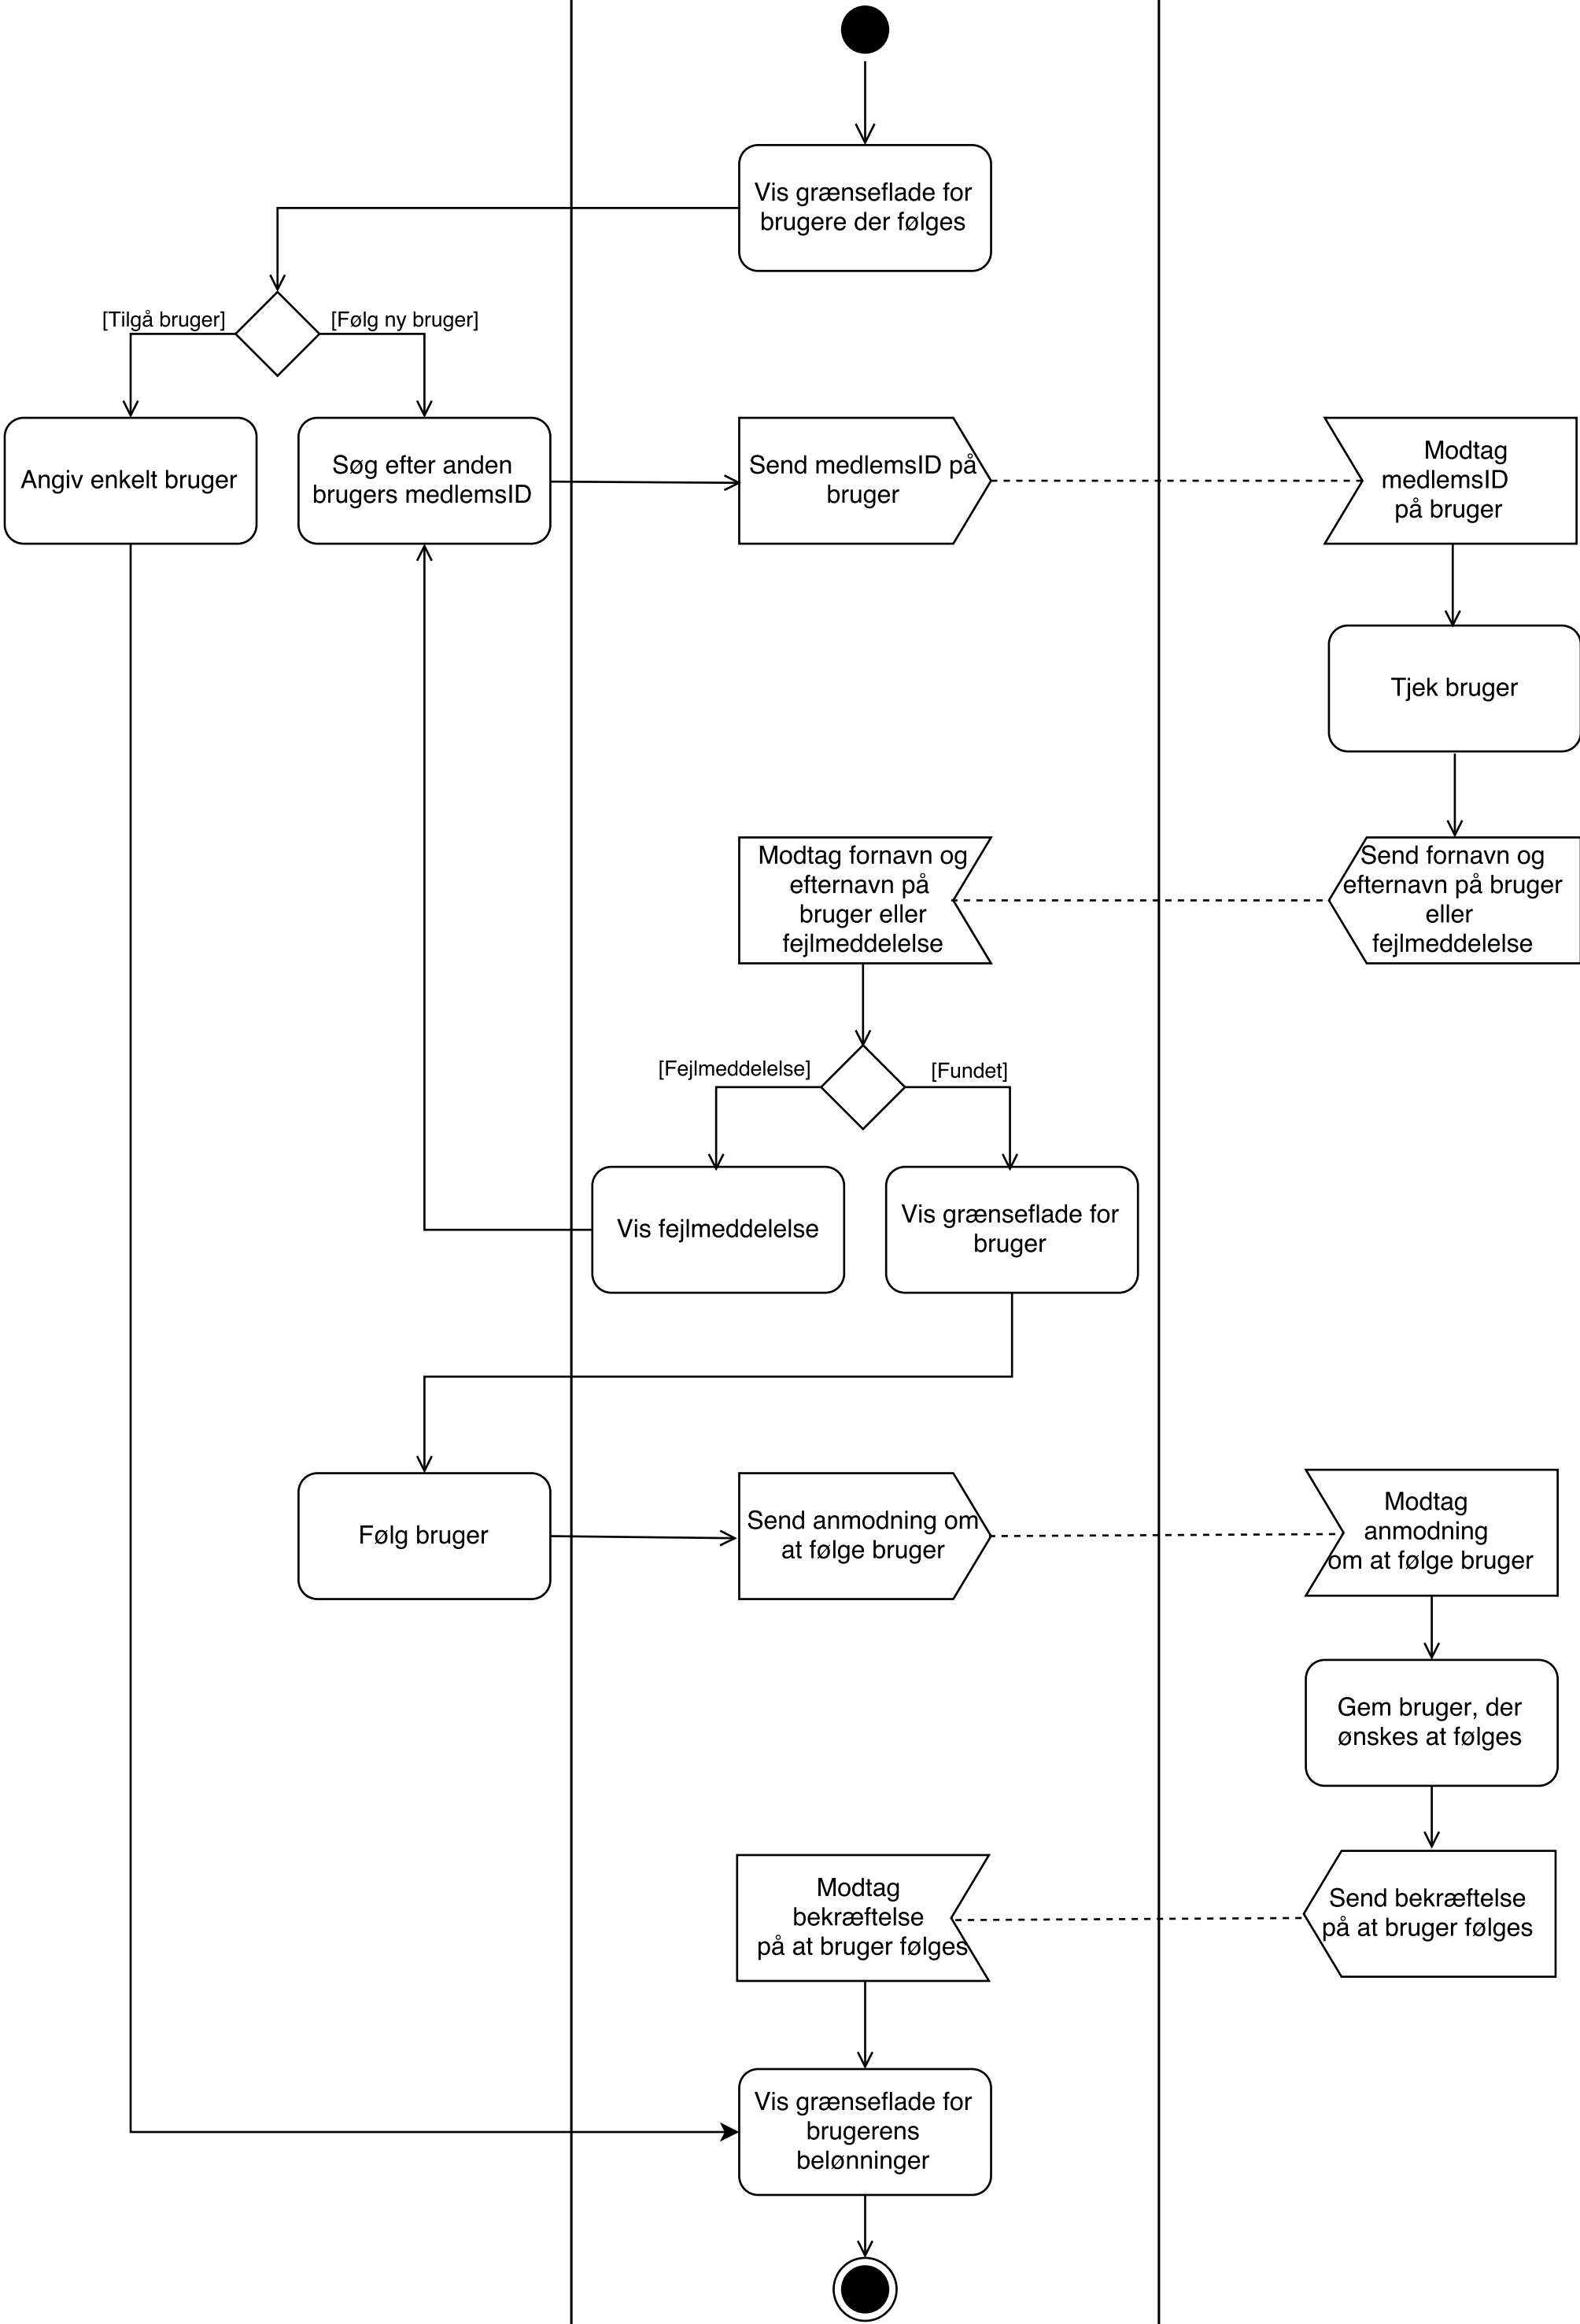 Vis grænseflade for
brugere der følges
[Tilgå bruger]
[Følg ny bruger]
Angiv enkelt bruger
Søg efter anden
brugers medlemsID
Send medlemsID på
bruger
Modtag
medlemsID
på bruger
Tjek bruger
Modtag fornavn og
efternavn på
bruger eller
fejlmeddelelse
Send fornavn og
efternavn på bruger
eller
fejlmeddelelse
[Fejlmeddelelse]
[Fundet]
Vis fejlmeddelelse
Vis grænseflade for
bruger
Følg bruger
Send anmodning om
at følge bruger
Modtag
anmodning
om at følge bruger
Gem bruger, der
ønskes at følges
Modtag
bekræftelse
på at bruger følges
Send bekræftelse
på at bruger følges
Vis grænseflade for
brugerens
belønninger